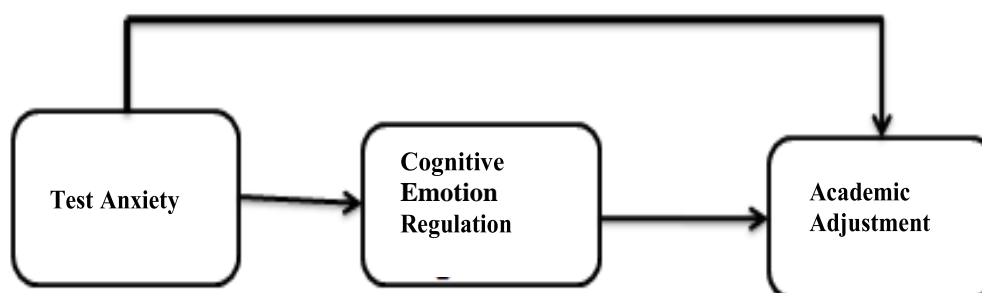 Test Anxiety
Cognitive
Emotion
Regulation
Academic
Adjustment